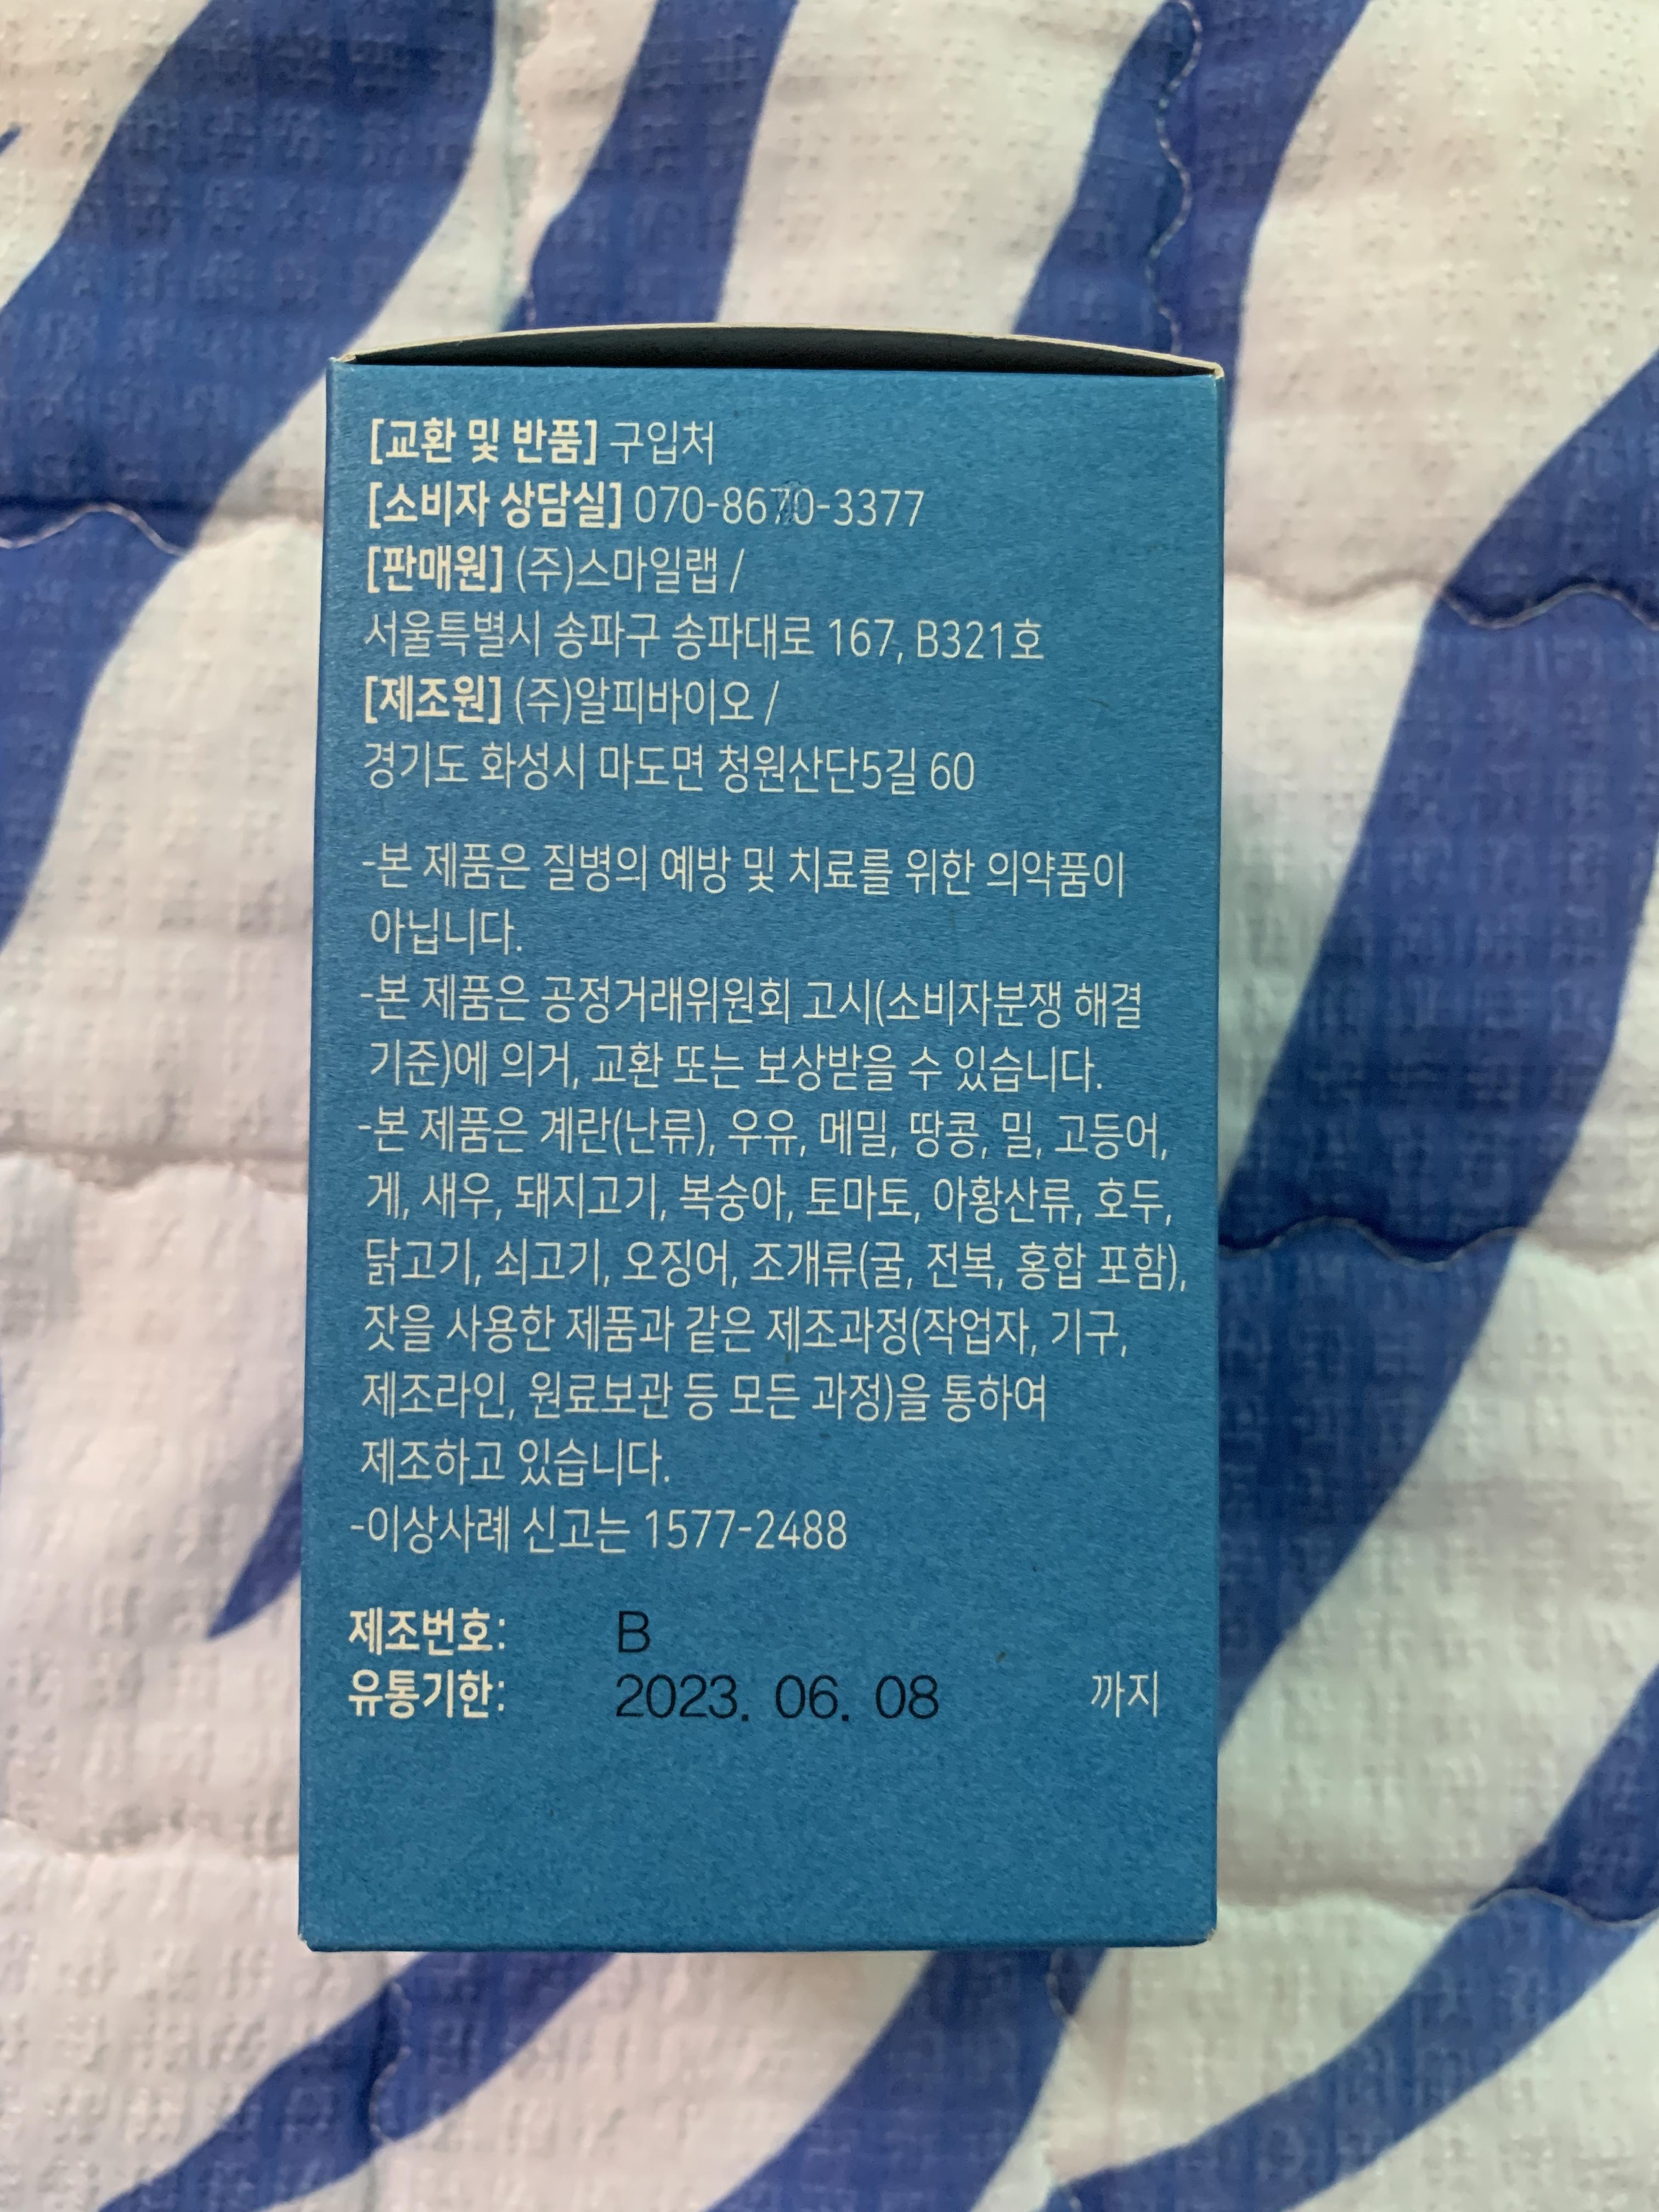 [교환 및 반품] 구입처
[소비자 상담실] 070-8670-3377
[판매원] (주)스마일랩 /
서울특별시 송파구 송파대로 167, B321호
[제조원] (주)알피바이오 /
경기도 화성시 마도면 청원산단5길 60
-본 제품은 질병의 예방 및 치료를 위한 의약품이
아닙니다.
-본 제품은 공정거래위원회 고시(소비자분쟁 해결
기준)에 의거, 교환 또는 보상받을 수 있습니다.
-본 제품은 계란(난류), 우유, 메밀, 땅콩, 밀, 고등어,
게, 새우, 돼지고기, 복숭아, 토마토, 아황산류, 호두,
닭고기, 쇠고기, 오징어, 조개류(굴, 전복, 홍합 포함),
잣을 사용한 제품과 같은 제조과정(작업자, 기구,
제조라인, 원료보관 등 모든 과정)을 통하여
제조하고 있습니다.
-이상사례 신고는 1577-2488
제조번호: B
유통기한: 2023. 06. 08 까지